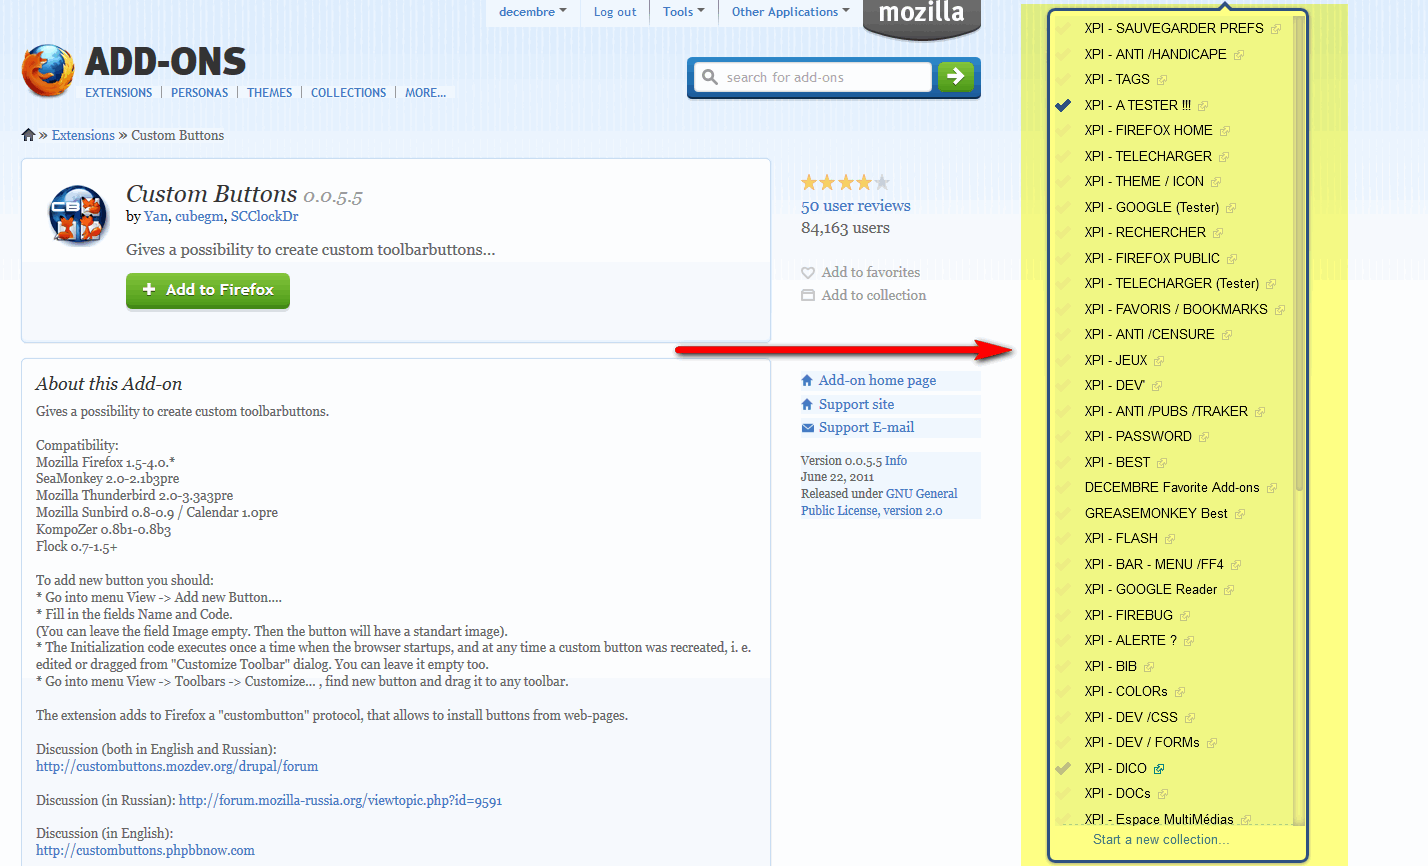 decembre
Log out
Tools
Other Applications
mozilla
ADD-ONS
search for add-ons
EXTENSIONS
PERSONAS
THEMES
COLLECTIONS
MORE...
» Extensions » Custom Buttons
CB
Custom Buttons 0.0.5.5
by Yan, cubegm, SCClockDr
Gives a possibility to create custom toolbarbuttons...
+ Add to Firefox
50 user reviews
84,163 users
Add to favorites
Add to collection
About this Add-on
Gives a possibility to create custom toolbarbuttons.
Compatibility:
Mozilla Firefox 1.5-4.0.*
SeaMonkey 2.0-2.1b3pre
Mozilla Thunderbird 2.0-3.3a3pre
Mozilla Sunbird 0.8-0.9 / Calendar 1.0pre
KompoZer 0.8b1-0.8b3
Flock 0.7-1.5+
To add new button you should:
* Go into menu View -> Add new Button....
* Fill in the fields Name and Code.
(You can leave the field Image empty. Then the button will have a standart image).
* The Initialization code executes once a time when the browser startups, and at any time a custom button was recreated, i. e.
edited or dragged from "Customize Toolbar" dialog. You can leave it empty too.
* Go into menu View -> Toolbars -> Customize... , find new button and drag it to any toolbar.
The extension adds to Firefox a "custombutton" protocol, that allows to install buttons from web-pages.
Discussion (both in English and Russian):
http://custombuttons.mozdev.org/drupal/forum
Discussion (in Russian): http://forum.mozilla-russia.org/viewtopic.php?id=9591
Discussion (in English):
http://custombuttons.phpbbnow.com
Add-on home page
Support site
Support E-mail
Version 0.0.5.5 Info
June 22, 2011
Released under GNU General
Public License, version 2.0
XPI - SAUVEGARDER PREFS
XPI - ANTI /HANDICAPE
XPI - TAGS
XPI - A TESTER !!!
XPI - FIREFOX HOME
XPI - TELECHARGER
XPI - THEME / ICON
XPI - GOOGLE (Tester)
XPI - RECHERCHER
XPI - FIREFOX PUBLIC
XPI - TELECHARGER (Tester)
XPI - FAVORIS / BOOKMARKS
XPI - ANTI /CENSURE
XPI - JEUX
XPI - DEV'
XPI - ANTI /PUBS /TRAKER
XPI - PASSWORD
XPI - BEST
DECEMBRE Favorite Add-ons
GREASEMONKEY Best
XPI - FLASH
XPI - BAR - MENU /FF4
XPI - GOOGLE Reader
XPI - FIREBUG
XPI - ALERTE ?
XPI - BIB
XPI - COLORs
XPI - DEV /CSS
XPI - DEV / FORMs
XPI - DICO
XPI - DOCs
XPI - Espace MultiMédias
Start a new collection...